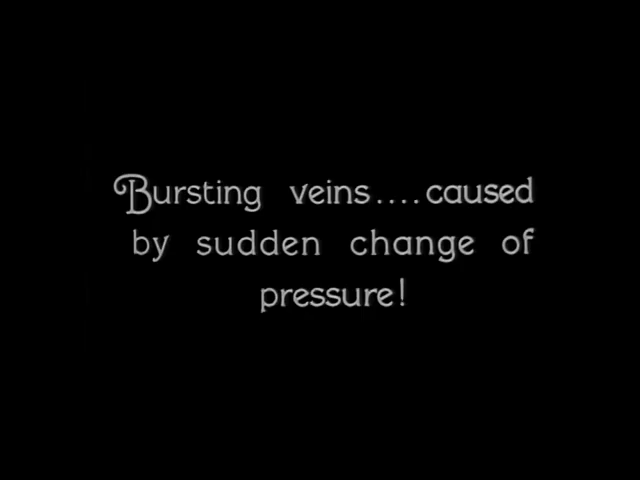 Bursting veins....caused
by sudden change of
pressure!